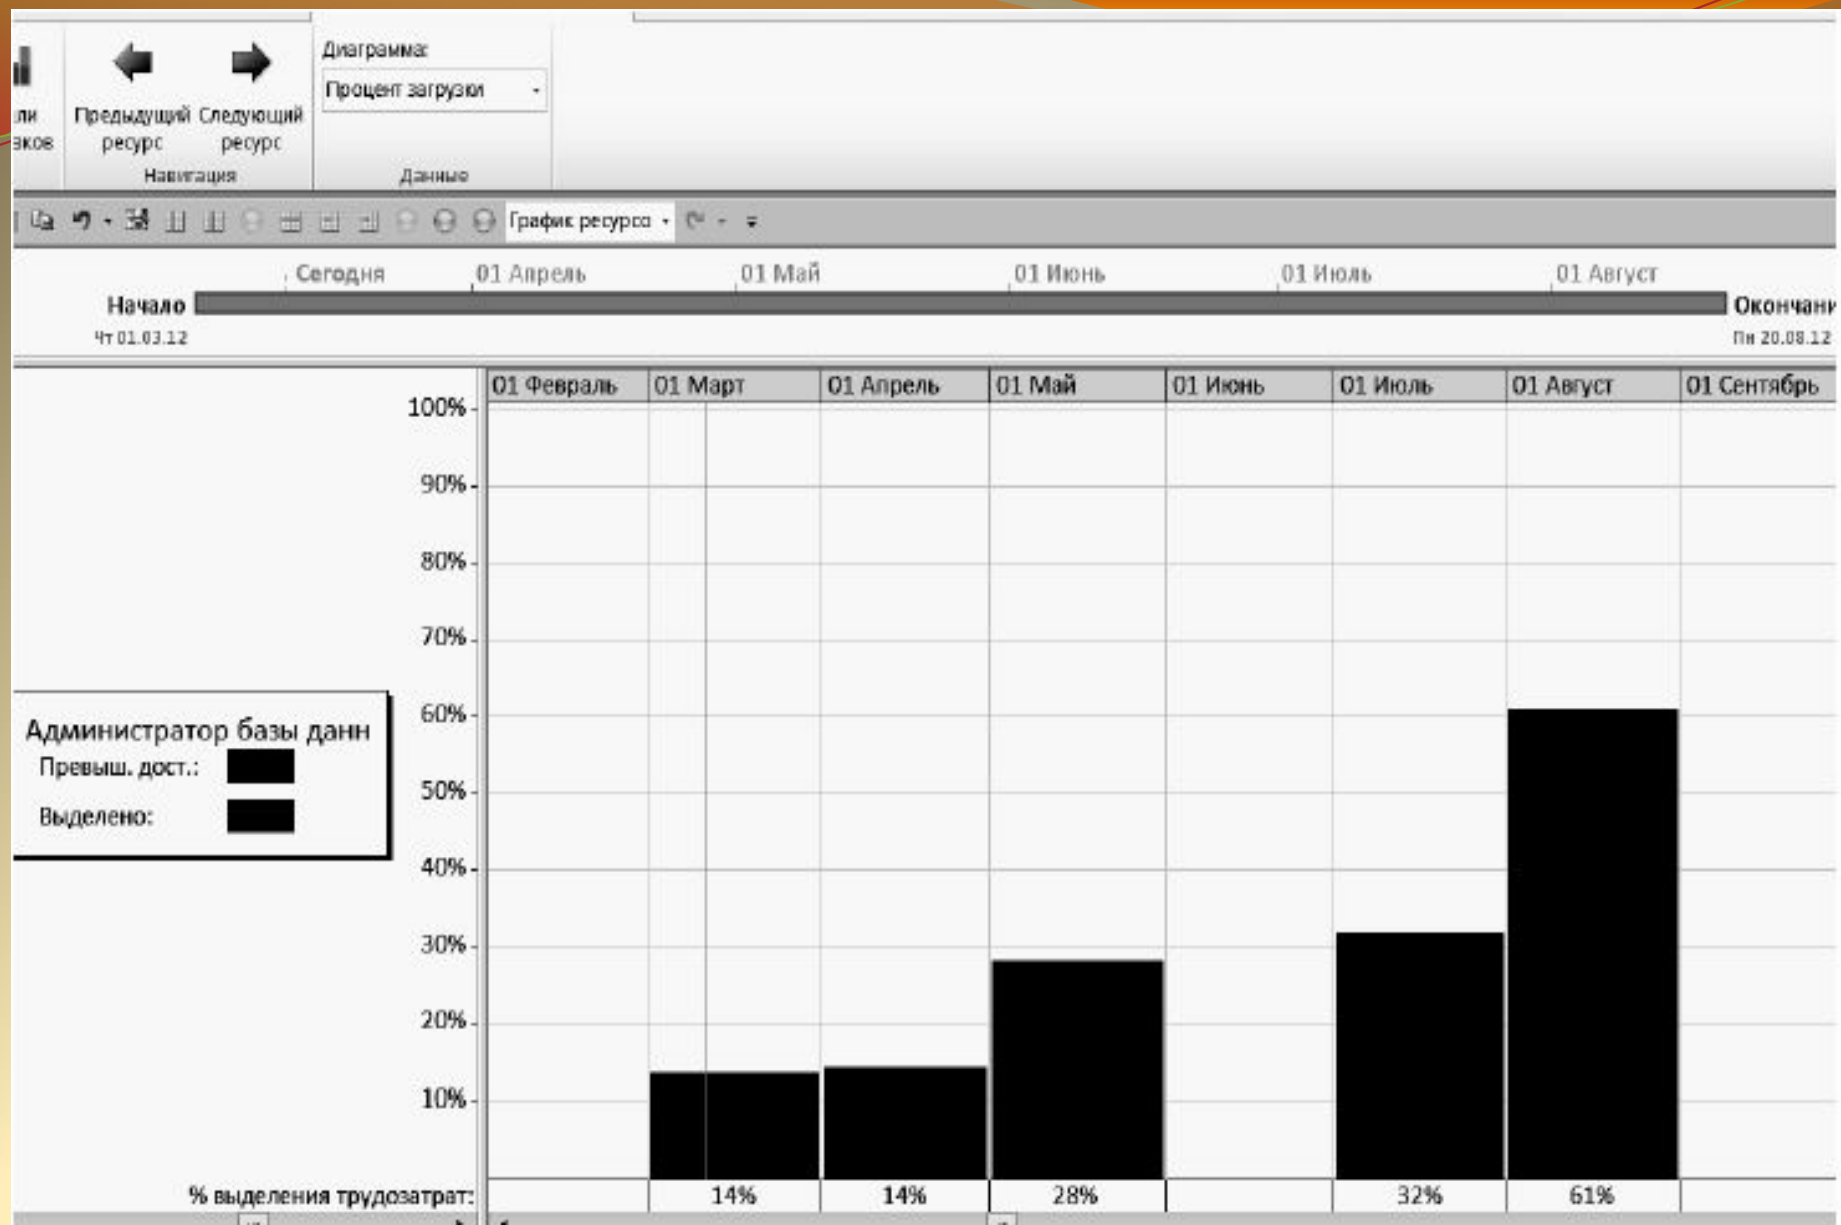 Диаграмма:
Процент загрузки
Предыдущий ресурс
Следующий ресурс
Навигация
Данные
График ресурсо
Сегодня 01 Апрель 01 Май 01 Июнь 01 Июль 01 Август
Начало
Окончани
Чт 01.03.12
Пн 20.08.12
01 Февраль 01 Март 01 Апрель 01 Май 01 Июнь 01 Июль 01 Август 01 Сентябрь
100%
90%
80%
70%
60%
50%
40%
30%
20%
10%
Администратор базы данн
Превыш. дост.:
Выделено:
% выделения трудозатрат: 14% 14% 28% 32% 61%